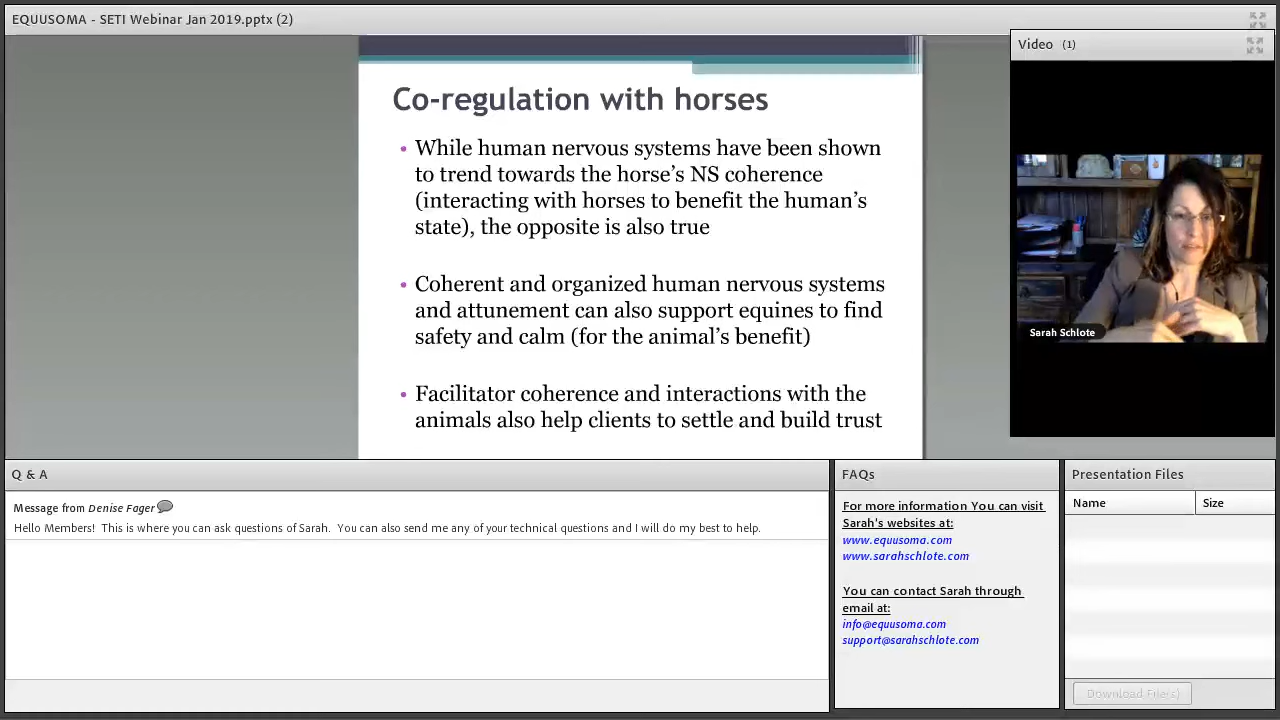 EQUUSOMA - SETI Webinar Jan 2019.pptx (2)
Video (1)
Co-regulation with horses
• While human nervous systems have been shown
to trend towards the horse's NS coherence
(interacting with horses to benefit the human's
state), the opposite is also true
• Coherent and organized human nervous systems
and attunement can also support equines to find
safety and calm (for the animal's benefit)
• Facilitator coherence and interactions with the
animals also help clients to settle and build trust
Sarah Schlote
Q & A
Message from Denise Fager
Hello Members!  This is where you can ask questions of Sarah.  You can also send me any of your technical questions and I will do my best to help.
FAQs
For more information You can visit
Sarah's websites at:
www.equusoma.com
www.sarahschlote.com
You can contact Sarah through
email at:
info@equusoma.com
support@sarahschlote.com
Presentation Files
Name Size
Download File(s)